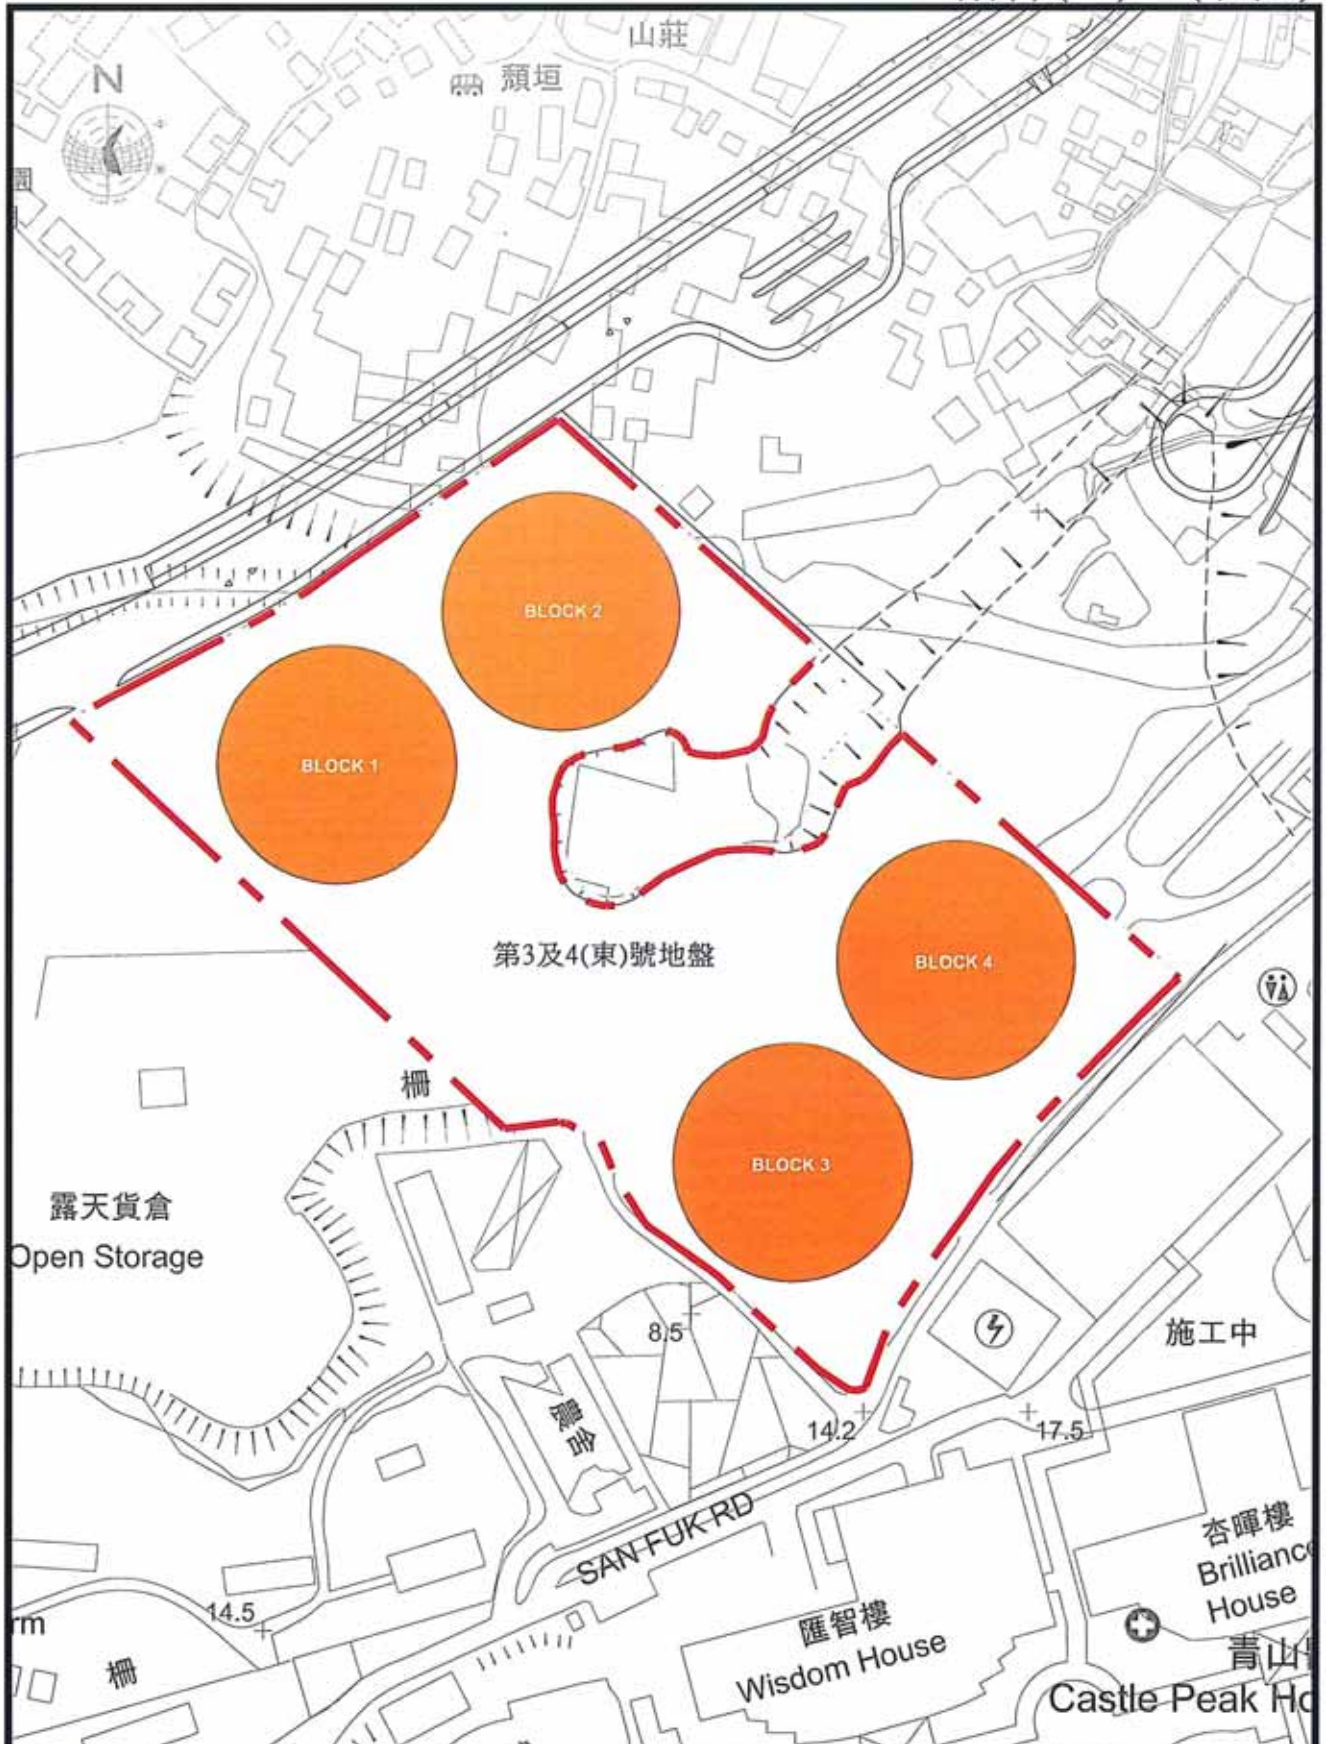 山莊
N
頽垣
園
BLOCK 2
BLOCK 1
第3及4(東)號地盤
BLOCK 4
柵
BLOCK 3
露天貨倉
Open Storage
8.5
施工中
農舍
14.2
17.5
SAN FUK RD
杏暉樓
Brilliance
House
14.5
rm
匯智樓
Wisdom House
柵
青山
Castle Peak Ho